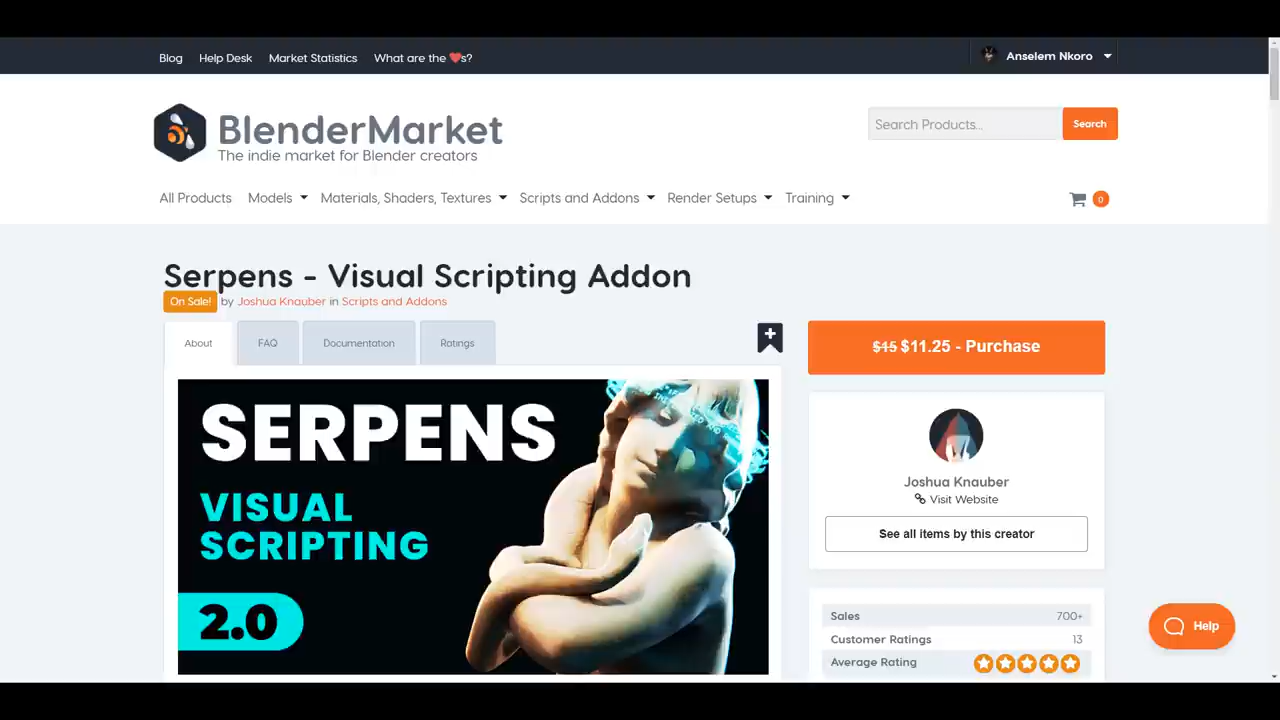 Blog Help Desk Market Statistics What are the ❤s? Anselem Nkoro
BlenderMarket
The indie market for Blender creators
Search Products... Search
All Products Models Materials, Shaders, Textures Scripts and Addons Render Setups Training 0
Serpens - Visual Scripting Addon
On Sale! by Joshua Knauber in Scripts and Addons
About FAQ Documentation Ratings
$15 $11.25 - Purchase
SERPENS
VISUAL
SCRIPTING
2.0
Joshua Knauber
Visit Website
See all items by this creator
Sales 700+
Customer Ratings 13
Average Rating
Help